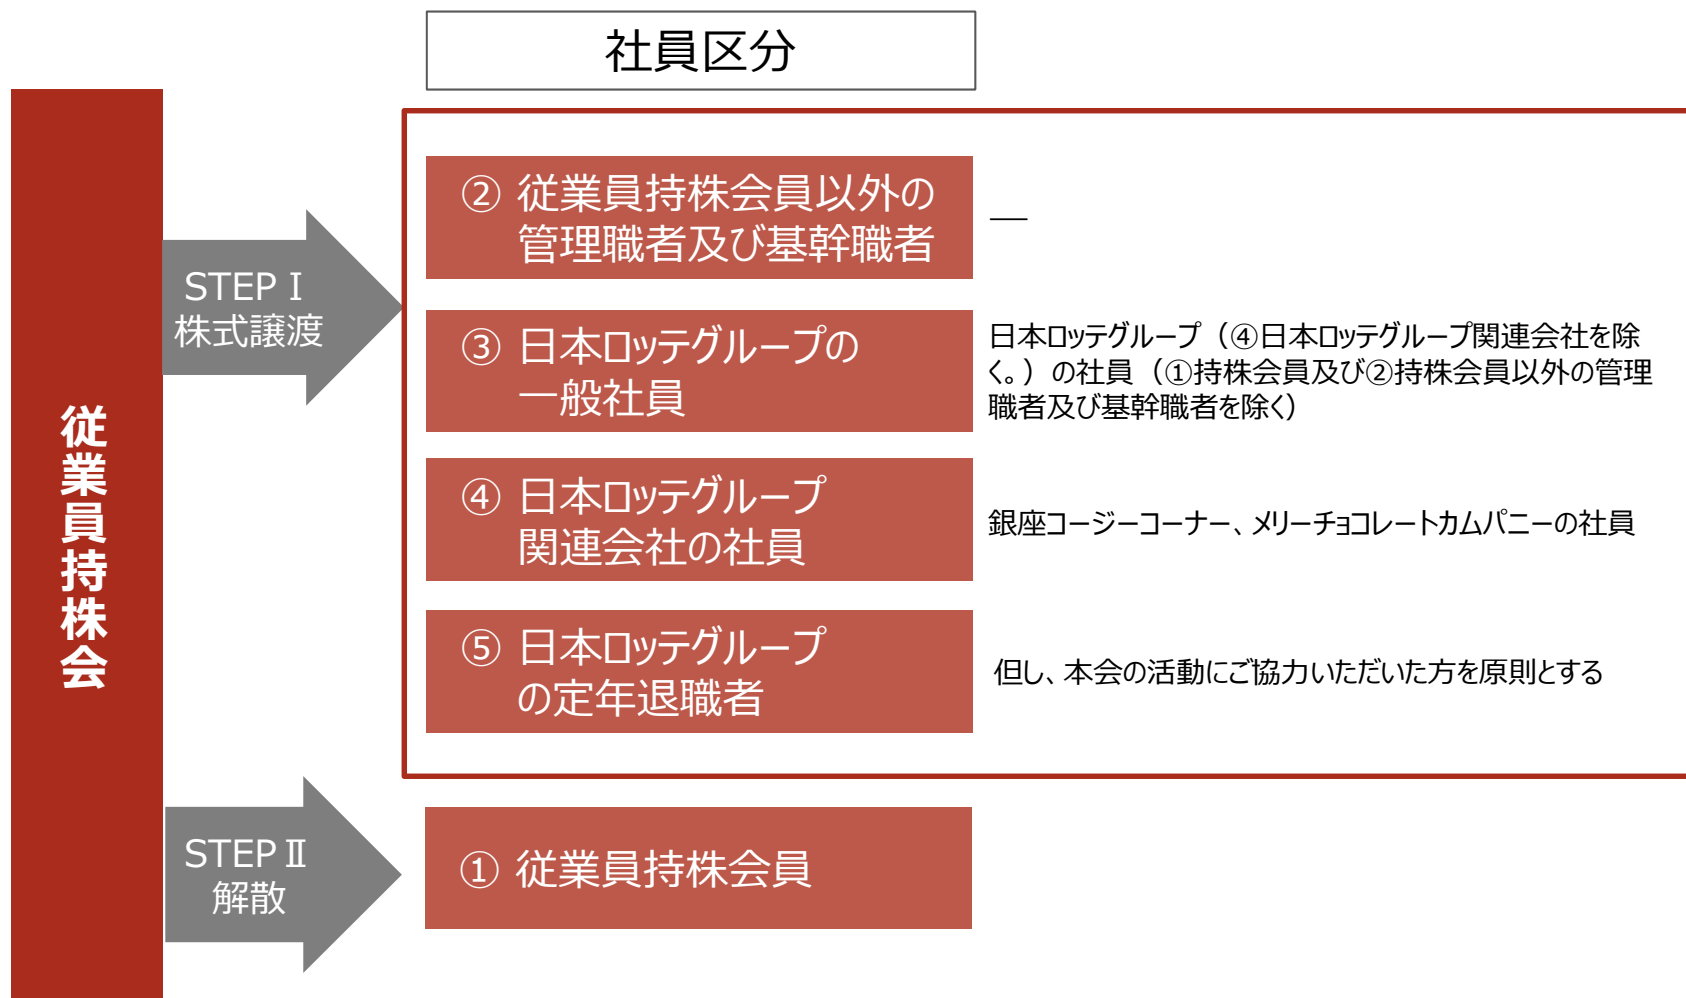 社員区分
従業員持株会
STEP Ⅰ
株式譲渡
② 従業員持株会員以外の
管理職者及び基幹職者
―
③ 日本ロッテグループの
一般社員
日本ロッテグループ（④日本ロッテグループ関連会社を除
く。）の社員（①持株会員及び②持株会員以外の管理
職者及び基幹職者を除く）
④ 日本ロッテグループ
関連会社の社員
銀座コージーコーナー、メリーチョコレートカムパニーの社員
⑤ 日本ロッテグループ
の定年退職者
但し、本会の活動にご協力いただいた方を原則とする
STEP Ⅱ
解散
① 従業員持株会員